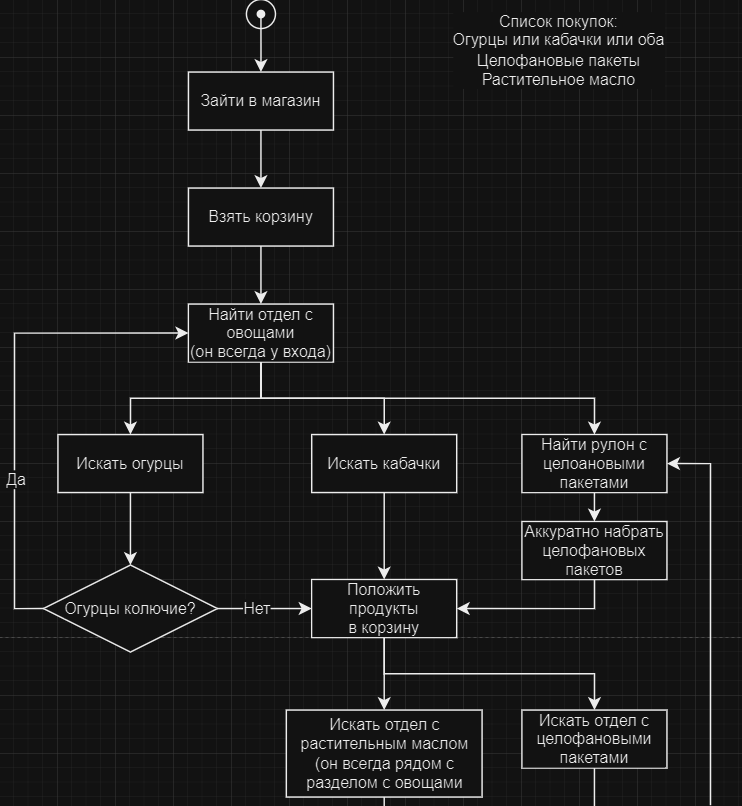 Список покупок:
Огурцы или кабачки или оба
Целофановые пакеты
Растительное масло
Зайти в магазин
Взять корзину
Найти отдел с
овощами
(он всегда у входа)
Искать огурцы
Искать кабачки
Найти рулон с
целоановыми
пакетами
Да
Аккуратно набрать
целофановых
пакетов
Огурцы колючие?
Нет
Положить
продукты
в корзину
Искать отдел с
растительным маслом
(он всегда рядом с
разделом с овощами
Искать отдел с
целофановыми
пакетами